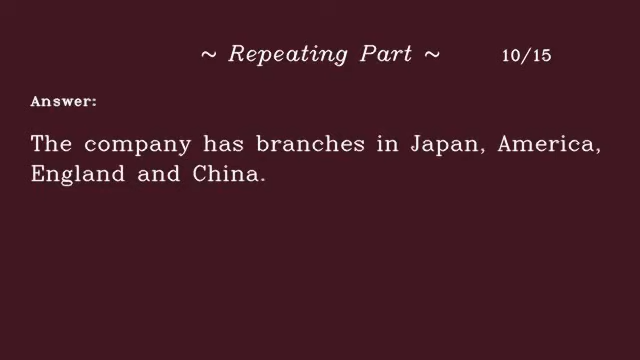 ~ Repeating Part ~ 10/15
Answer:
The company has branches in Japan, America,
England and China.